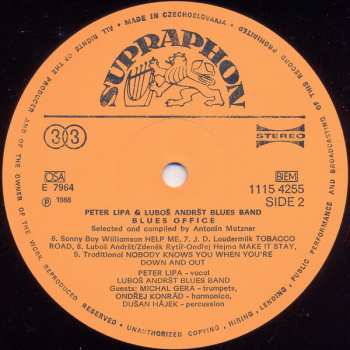 MADE IN CZECHOSLOVAKIA
ALL RIGHTS OF THE PRODUCER AND OF THE OWNER OF THE WORK REPRODUCED RESERVED · UNAUTHORIZED COPYING, HIRING, LENDING, PUBLIC PERFORMANCE AND BROADCASTING OF THIS RECORD PROHIBITED
SUPRAPHON
33
STEREO
OSA
BIEM
E 7964
1115 4255
Ⓟ 1988
SIDE 2
PETER LIPA & LUBOŠ ANDRŠT BLUES BAND
BLUES OFFICE
Selected and compiled by Antonín Matzner
6. Sonny Boy Williamson HELP ME, 7. J. D. Loudermilk TOBACCO
ROAD, 8. Luboš Andršt/Zdeněk Rytíř-Ondřej Hejma MAKE IT STAY,
9. Traditional NOBODY KNOWS YOU WHEN YOU'RE
DOWN AND OUT
PETER LIPA – vocal
LUBOŠ ANDRŠT BLUES BAND
Guests: MICHAL GERA – trumpets,
ONDŘEJ KONRÁD – harmonica,
DUŠAN HÁJEK – percussion